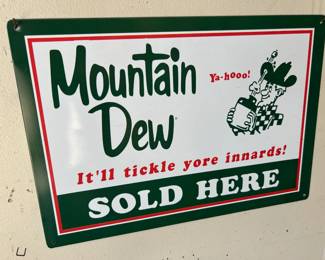 Mountain
Dew
Ya-hooo!
It'll tickle yore innards!
SOLD HERE